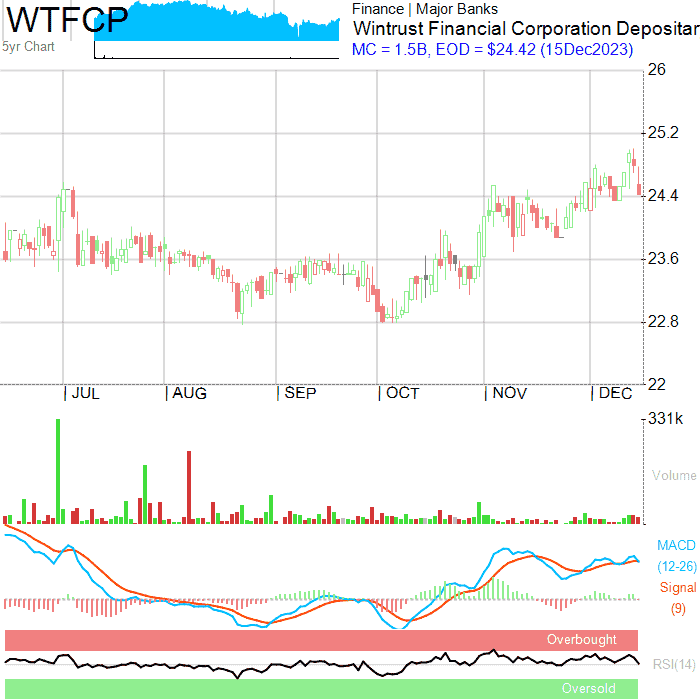 WTFCP
5yr Chart
Finance | Major Banks
Wintrust Financial Corporation Depositar
MC = 1.5B, EOD = $24.42 (15Dec2023)
26
25.2
24.4
23.6
22.8
22
| JUL | AUG | SEP | OCT | NOV | DEC
331k
Volume
MACD
(12-26)
Signal
(9)
Overbought
RSI(14)
Oversold